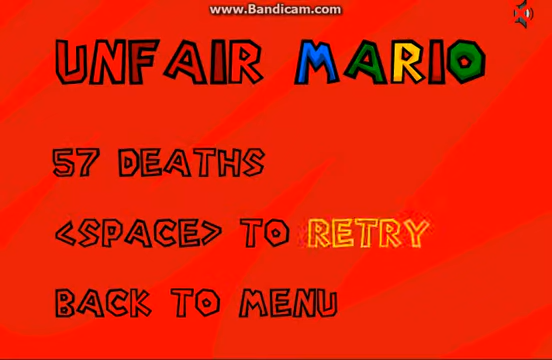 www.Bandicam.com
UNFAIR MARIO
57 DEATHS
<SPACE> TO RETRY
BACK TO MENU